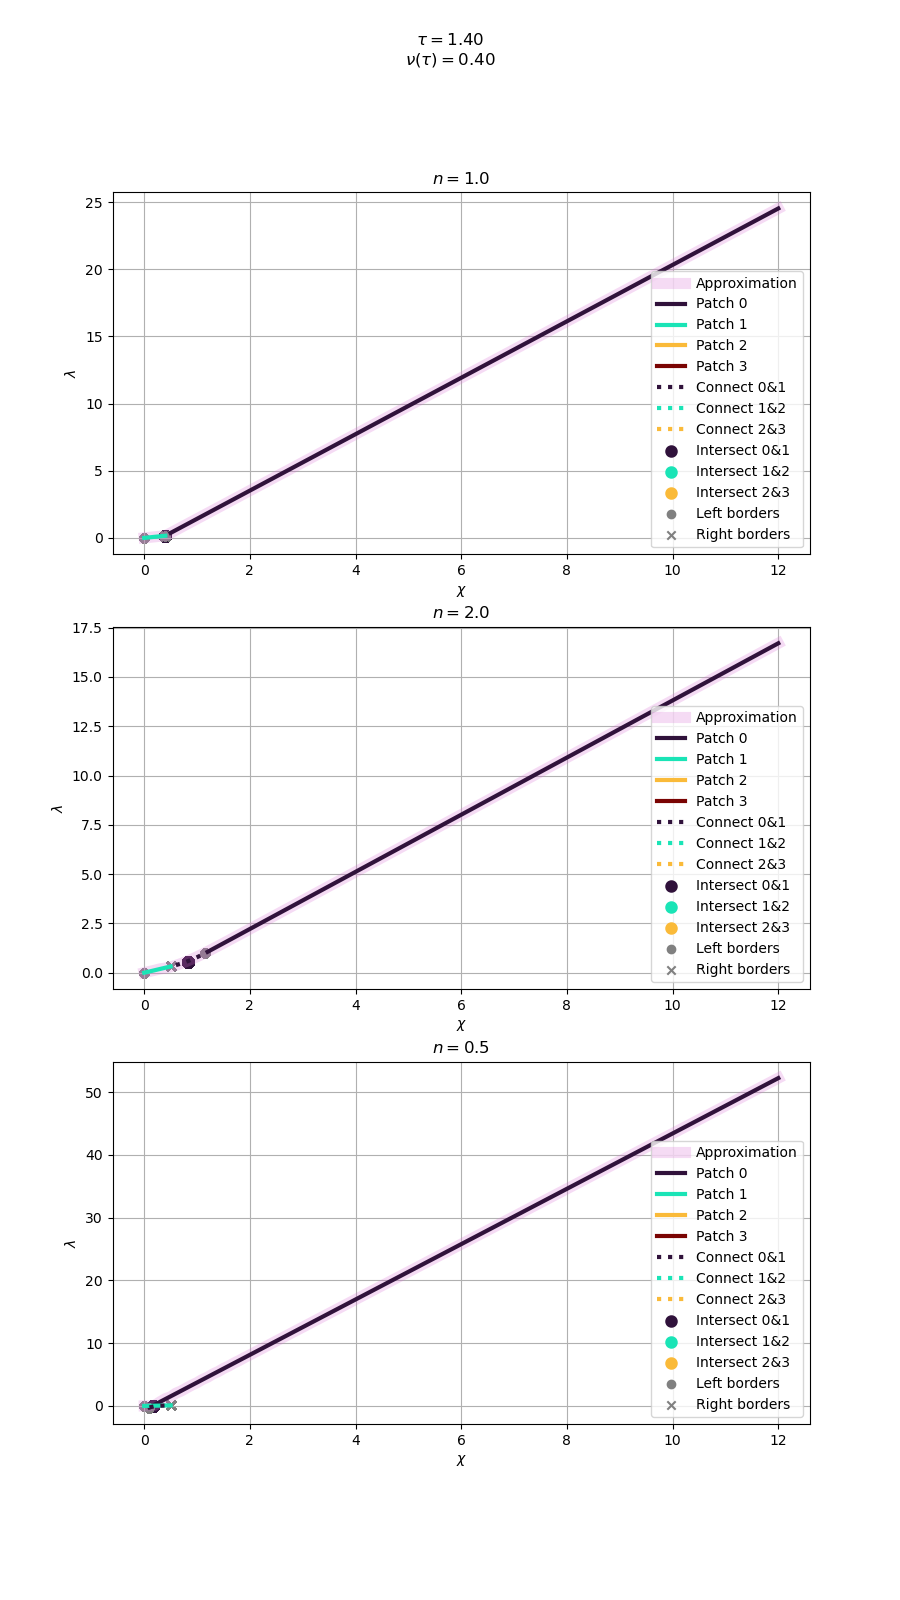 τ = 1.40
ν(τ) = 0.40
n = 1.0
25
20
15
10
5
0
λ
0 2 4 6 8 10 12
χ
Approximation
Patch 0
Patch 1
Patch 2
Patch 3
Connect 0&1
Connect 1&2
Connect 2&3
Intersect 0&1
Intersect 1&2
Intersect 2&3
Left borders
Right borders
n = 2.0
17.5
15.0
12.5
10.0
7.5
5.0
2.5
0.0
λ
0 2 4 6 8 10 12
χ
Approximation
Patch 0
Patch 1
Patch 2
Patch 3
Connect 0&1
Connect 1&2
Connect 2&3
Intersect 0&1
Intersect 1&2
Intersect 2&3
Left borders
Right borders
n = 0.5
50
40
30
20
10
0
λ
0 2 4 6 8 10 12
χ
Approximation
Patch 0
Patch 1
Patch 2
Patch 3
Connect 0&1
Connect 1&2
Connect 2&3
Intersect 0&1
Intersect 1&2
Intersect 2&3
Left borders
Right borders